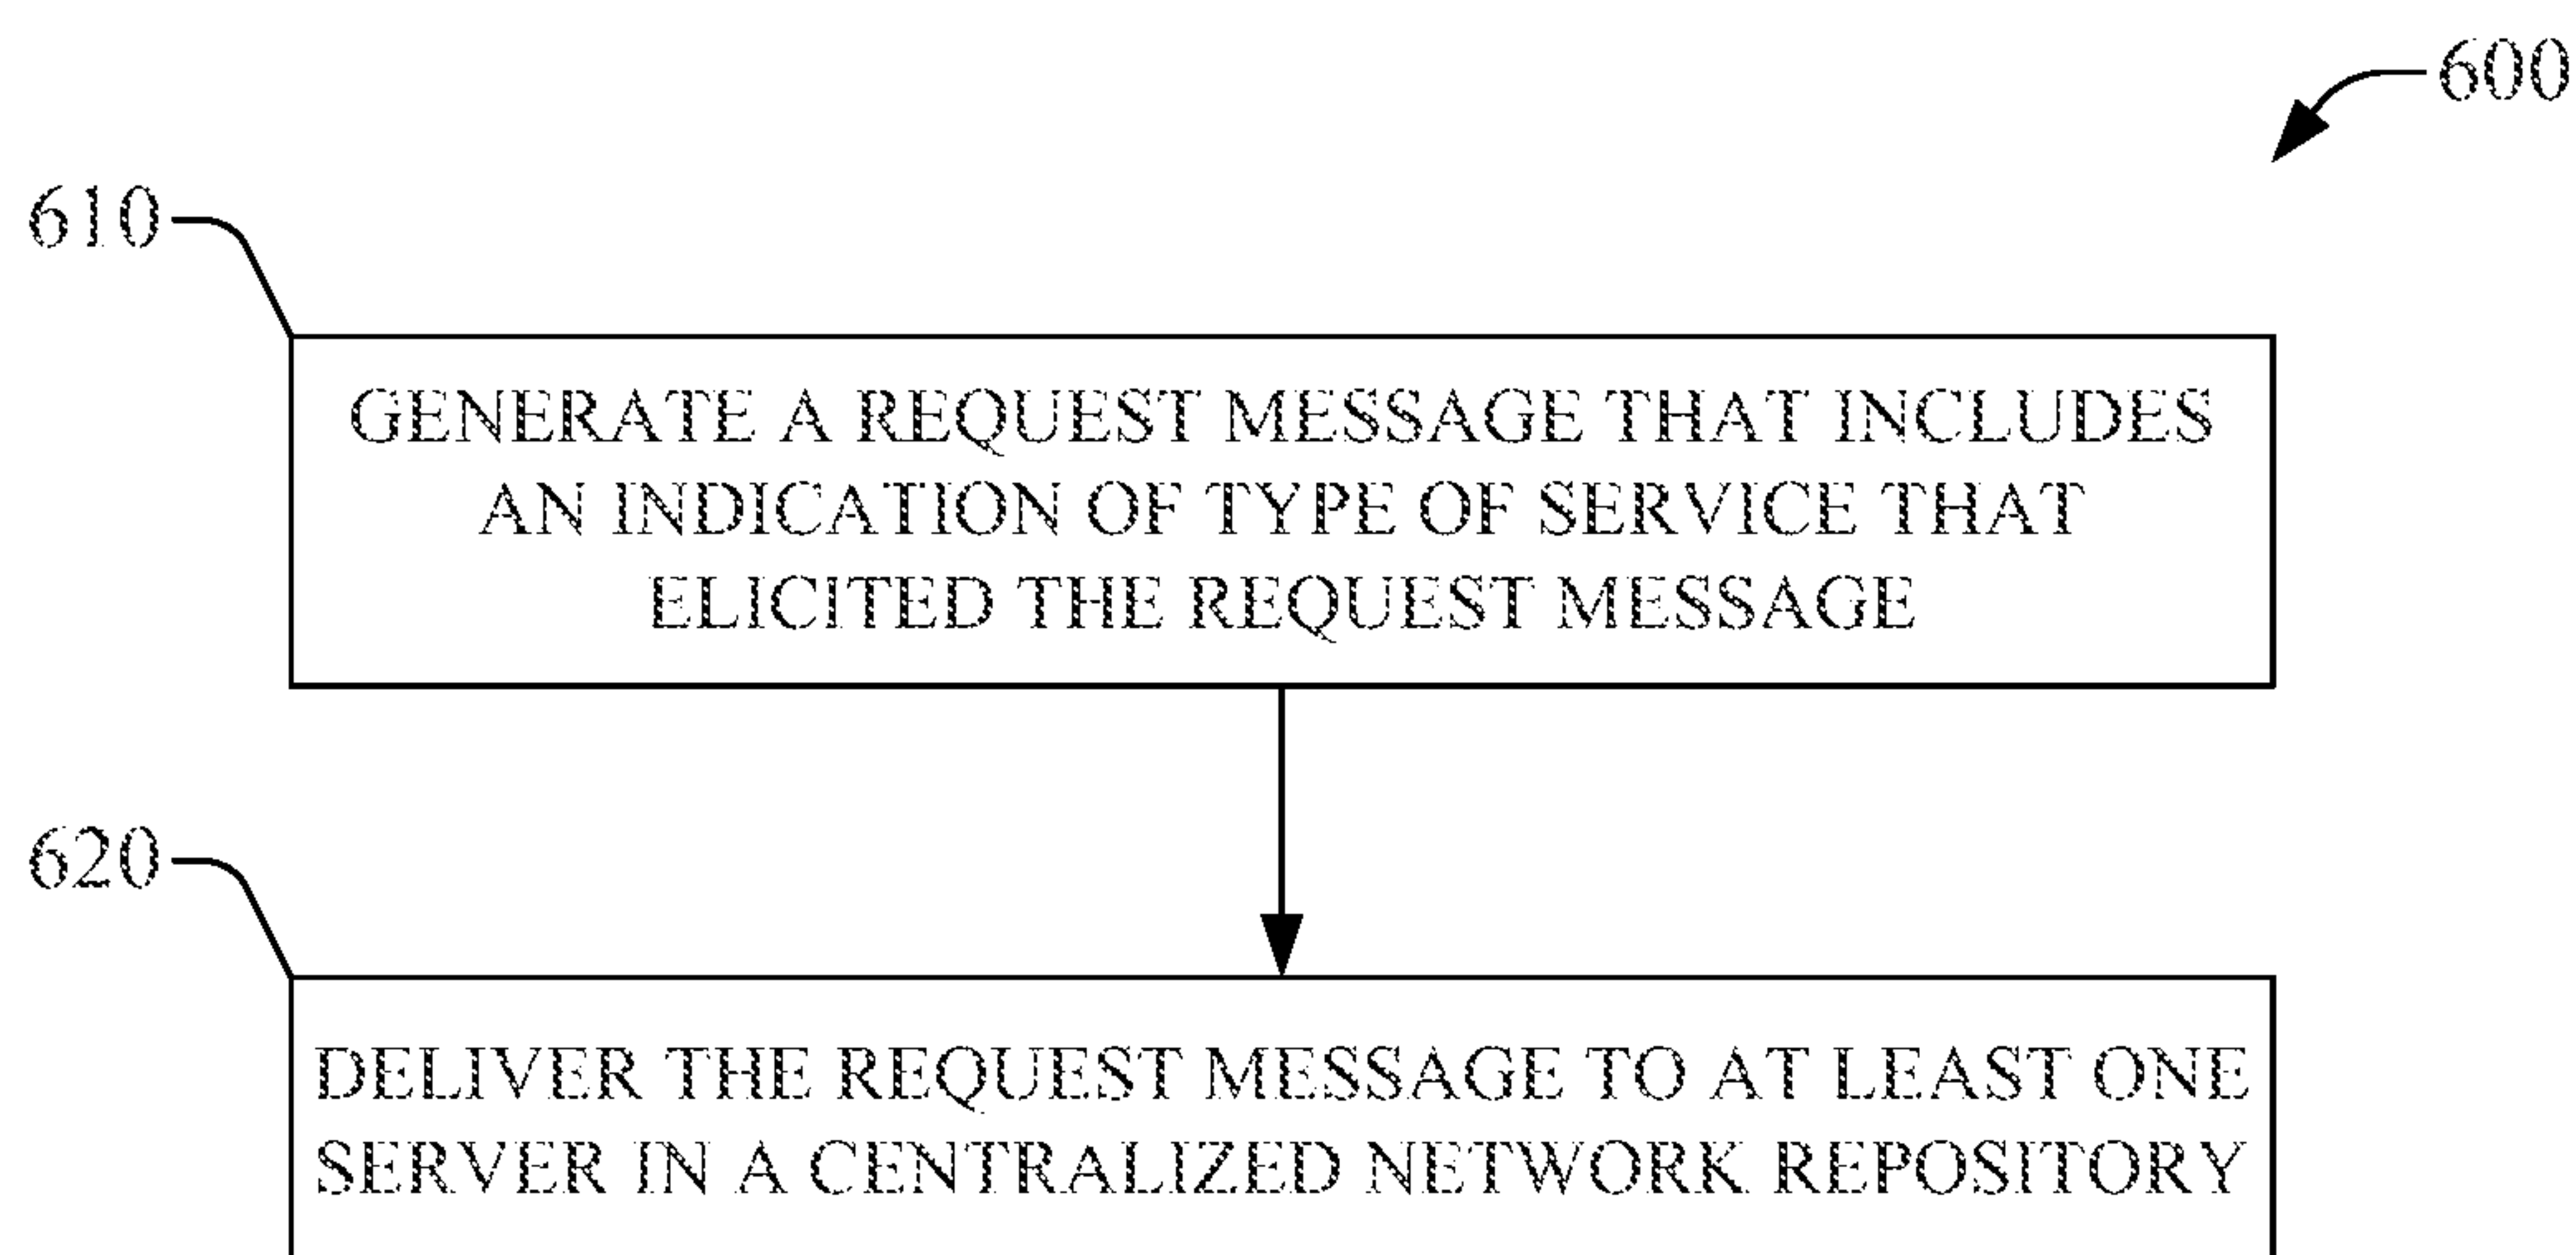 600
610
GENERATE A REQUEST MESSAGE THAT INCLUDES
AN INDICATION OF TYPE OF SERVICE THAT
ELICITED THE REQUEST MESSAGE
620
DELIVER THE REQUEST MESSAGE TO AT LEAST ONE
SERVER IN A CENTRALIZED NETWORK REPOSITORY